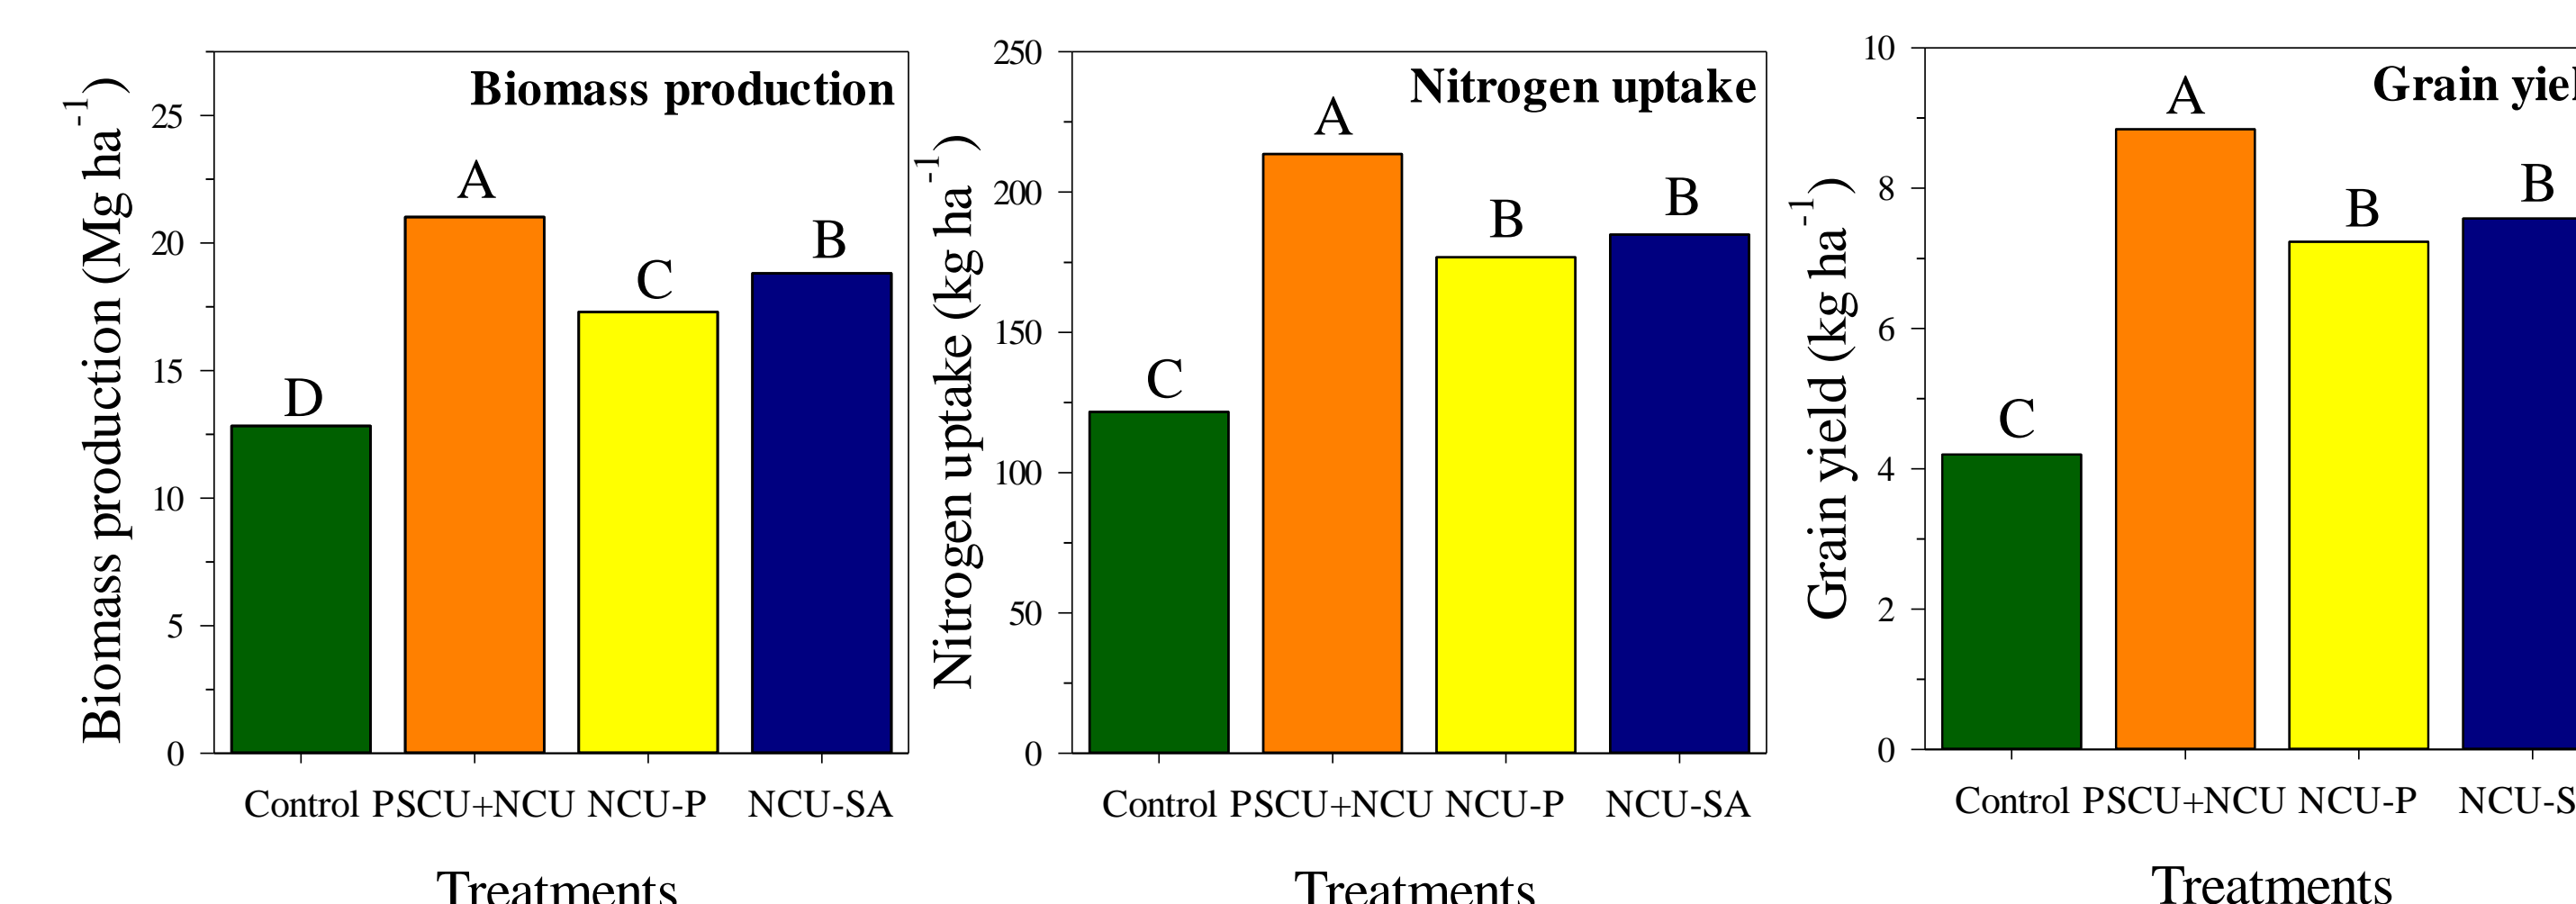 Biomass production
Biomass production (Mg ha-1)
25
20
15
10
5
0
A
B
C
D
Control PSCU+NCU NCU-P NCU-SA
Treatments
Nitrogen uptake
Nitrogen uptake (kg ha-1)
250
200
150
100
50
0
A
B
B
C
Control PSCU+NCU NCU-P NCU-SA
Treatments
Grain yiel
Grain yield (kg ha-1)
10
8
6
4
2
0
A
B
B
C
Control PSCU+NCU NCU-P NCU-S
Treatments